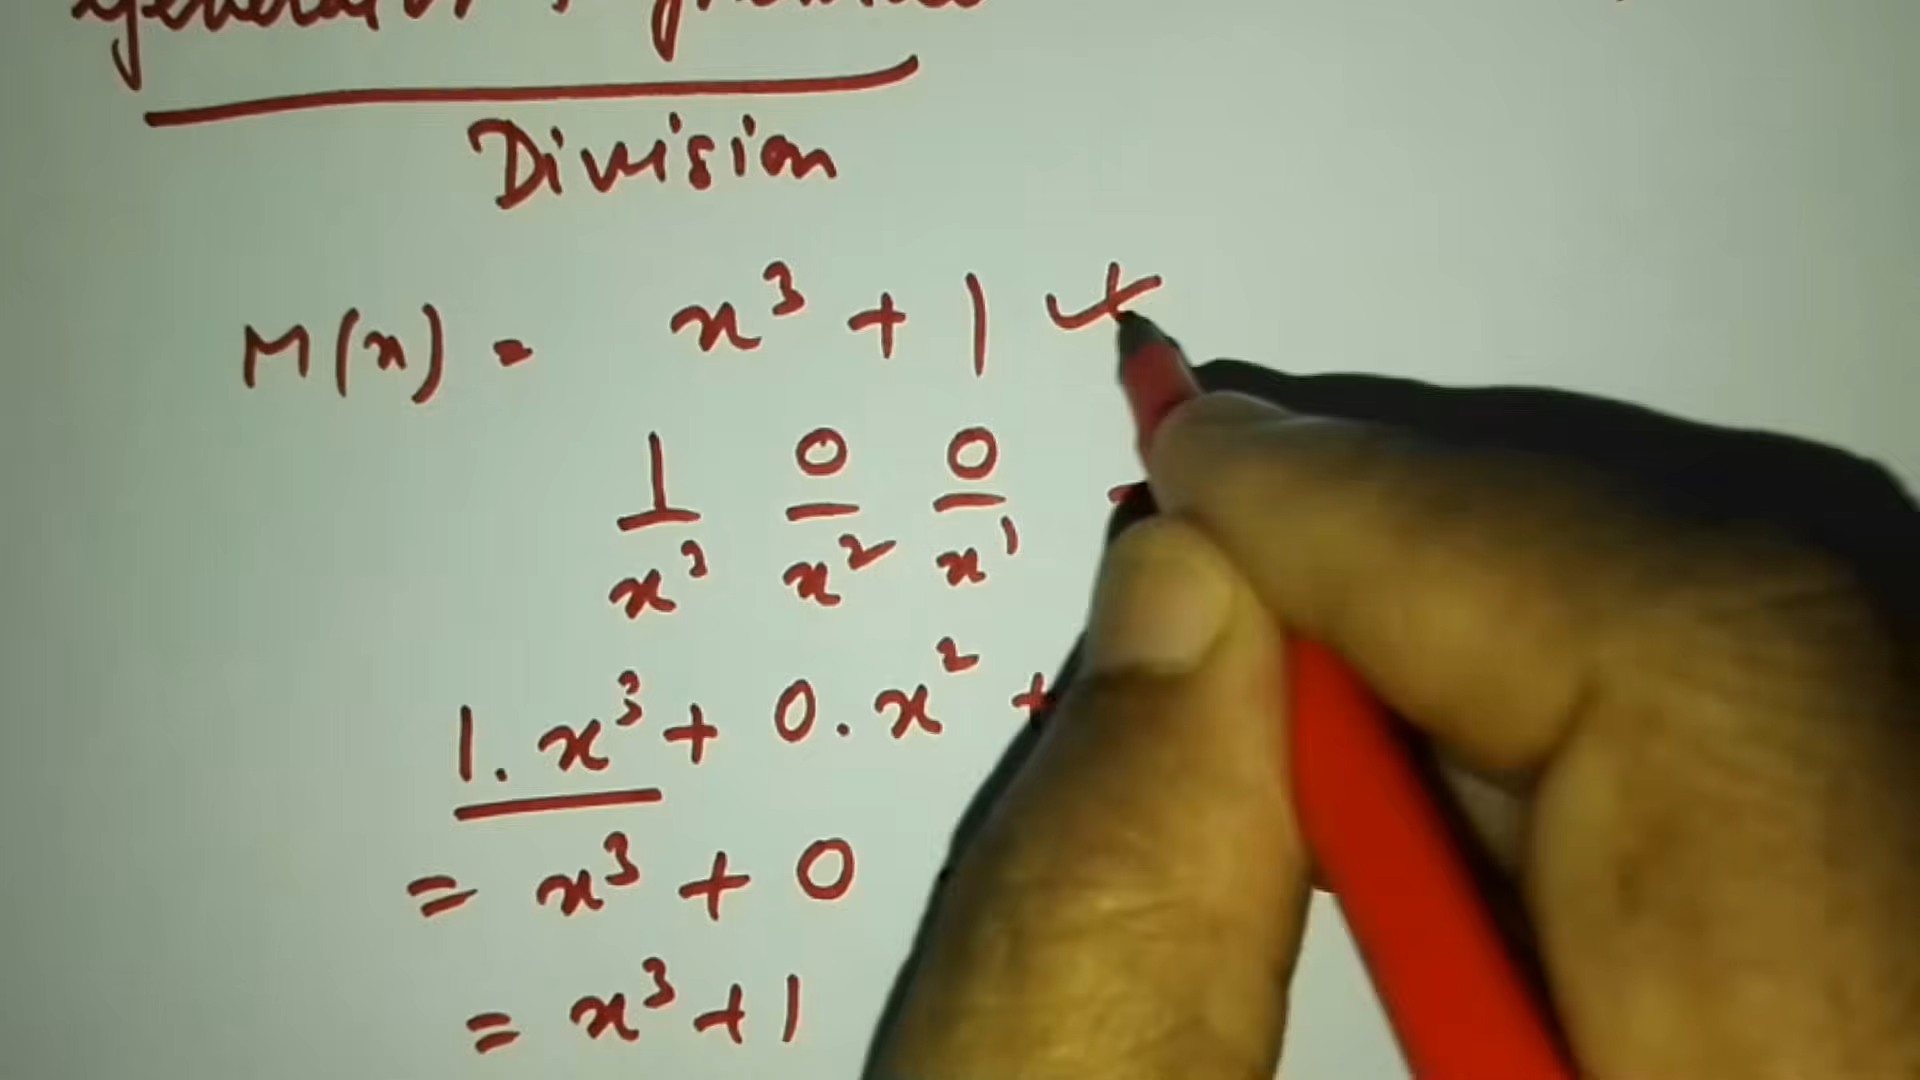 Division
M(x) = x³ + 1
1 0 0
x³ x² x¹
1. x³ + 0. x² +
= x³ + 0
= x³ + 1